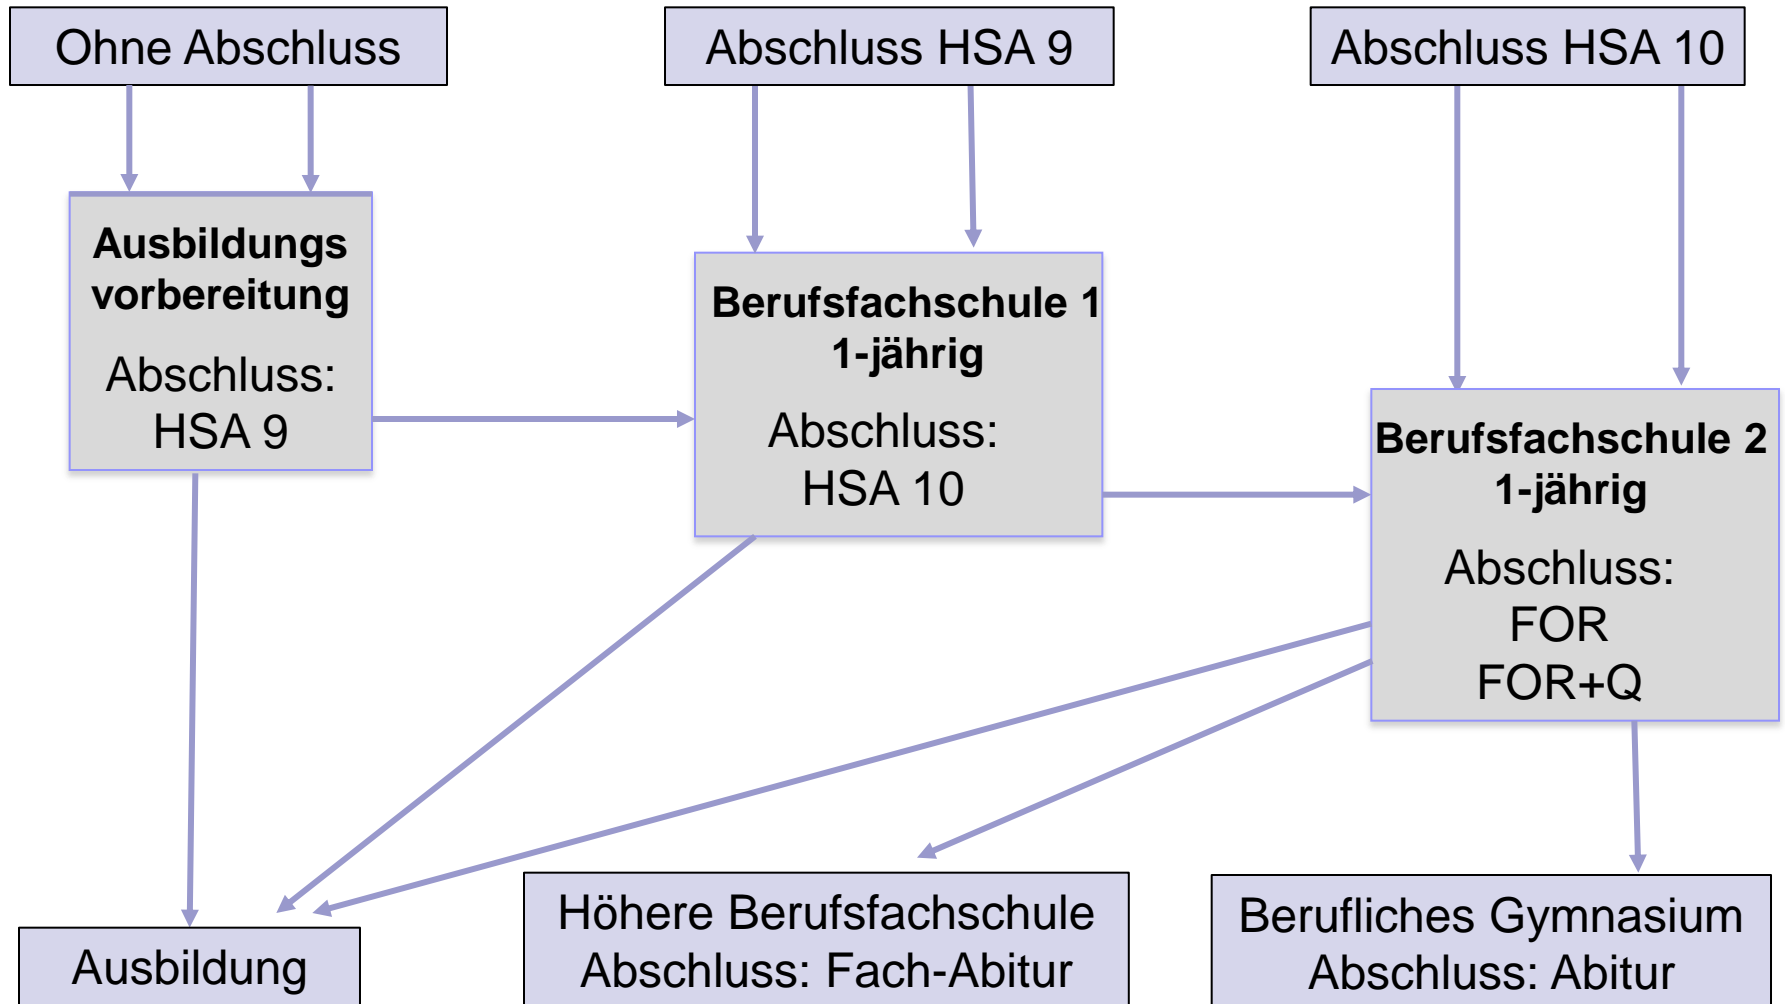 Ohne Abschluss
Abschluss HSA 9
Abschluss HSA 10
Ausbildungs
vorbereitung
Abschluss:
HSA 9
Berufsfachschule 1
1-jährig
Abschluss:
HSA 10
Berufsfachschule 2
1-jährig
Abschluss:
FOR
FOR+Q
Ausbildung
Höhere Berufsfachschule
Abschluss: Fach-Abitur
Berufliches Gymnasium
Abschluss: Abitur